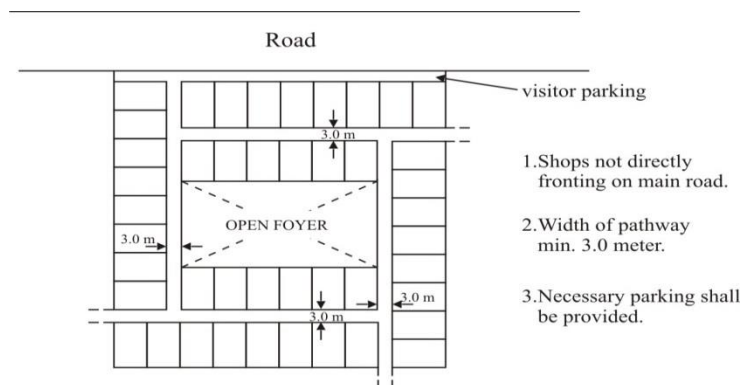 Road
visitor parking
3.0 m
1.Shops not directly
fronting on main road.
OPEN FOYER
2.Width of pathway
min. 3.0 meter.
3.0 m
3.0 m
3.Necessary parking shall
be provided.
3.0 m